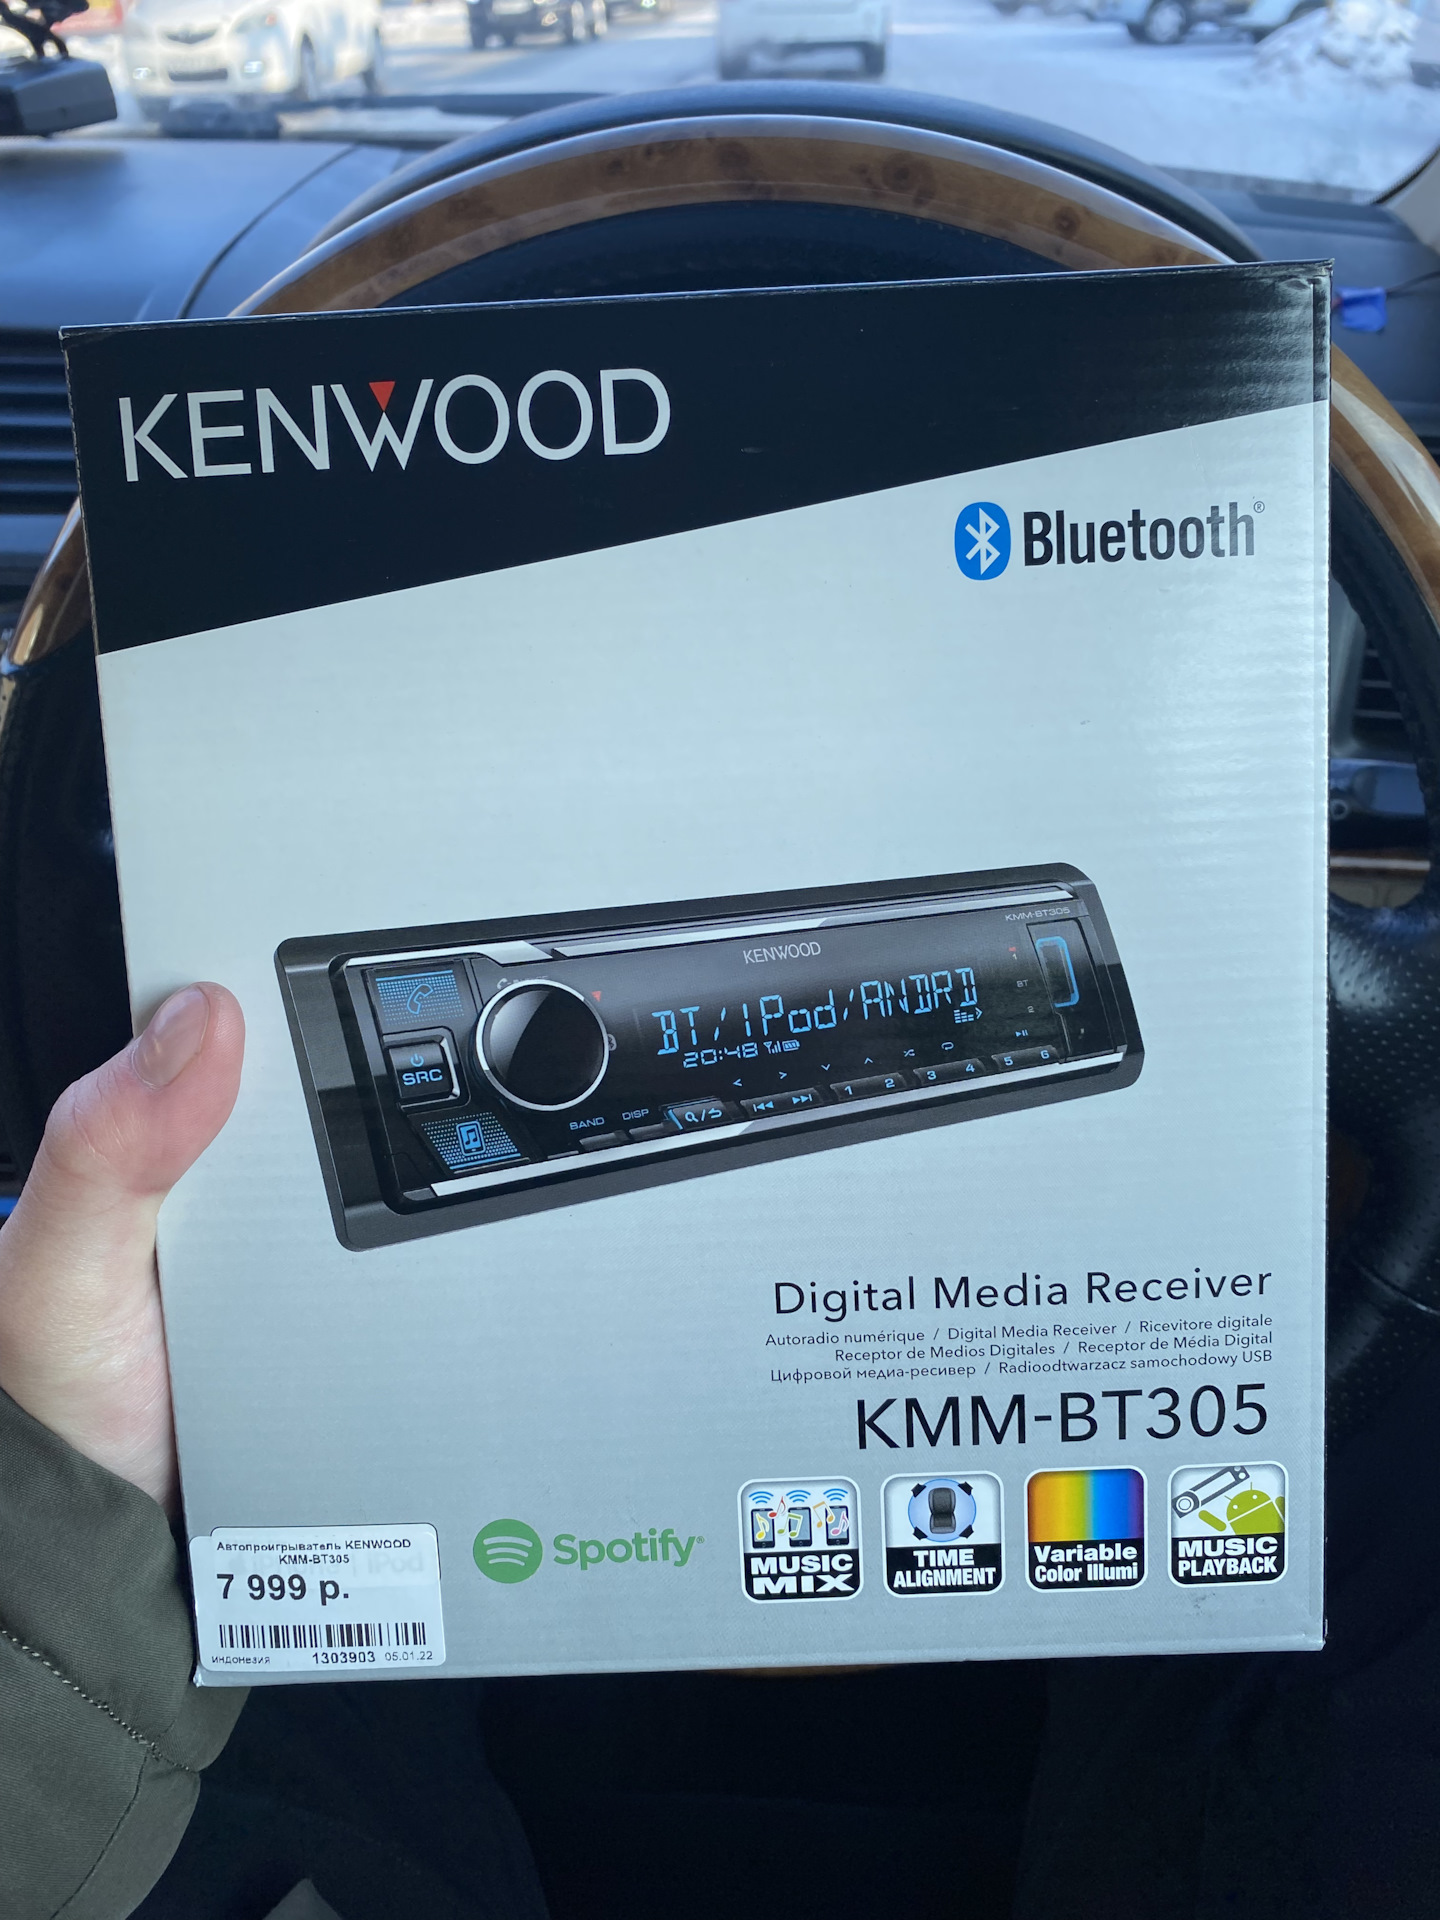 KENWOOD
Bluetooth®
KENWOOD
KMM-BT305
BT/iPod/ANDRD
20:48
SRC
BAND
DISP
BT
1 2 3 4 5 6
Digital Media Receiver
Autoradio numérique / Digital Media Receiver / Ricevitore digitale
Receptor de Medios Digitales / Receptor de Média Digital
Цифровой медиа-ресивер / Radioodtwarzacz samochodowy USB
KMM-BT305
Spotify®
MUSIC
MIX
TIME
ALIGNMENT
Variable
Color Illumi
MUSIC
PLAYBACK
Автопроигрыватель KENWOOD
KMM-BT305
7 999 р.
Индонезия 1303903 05.01.22